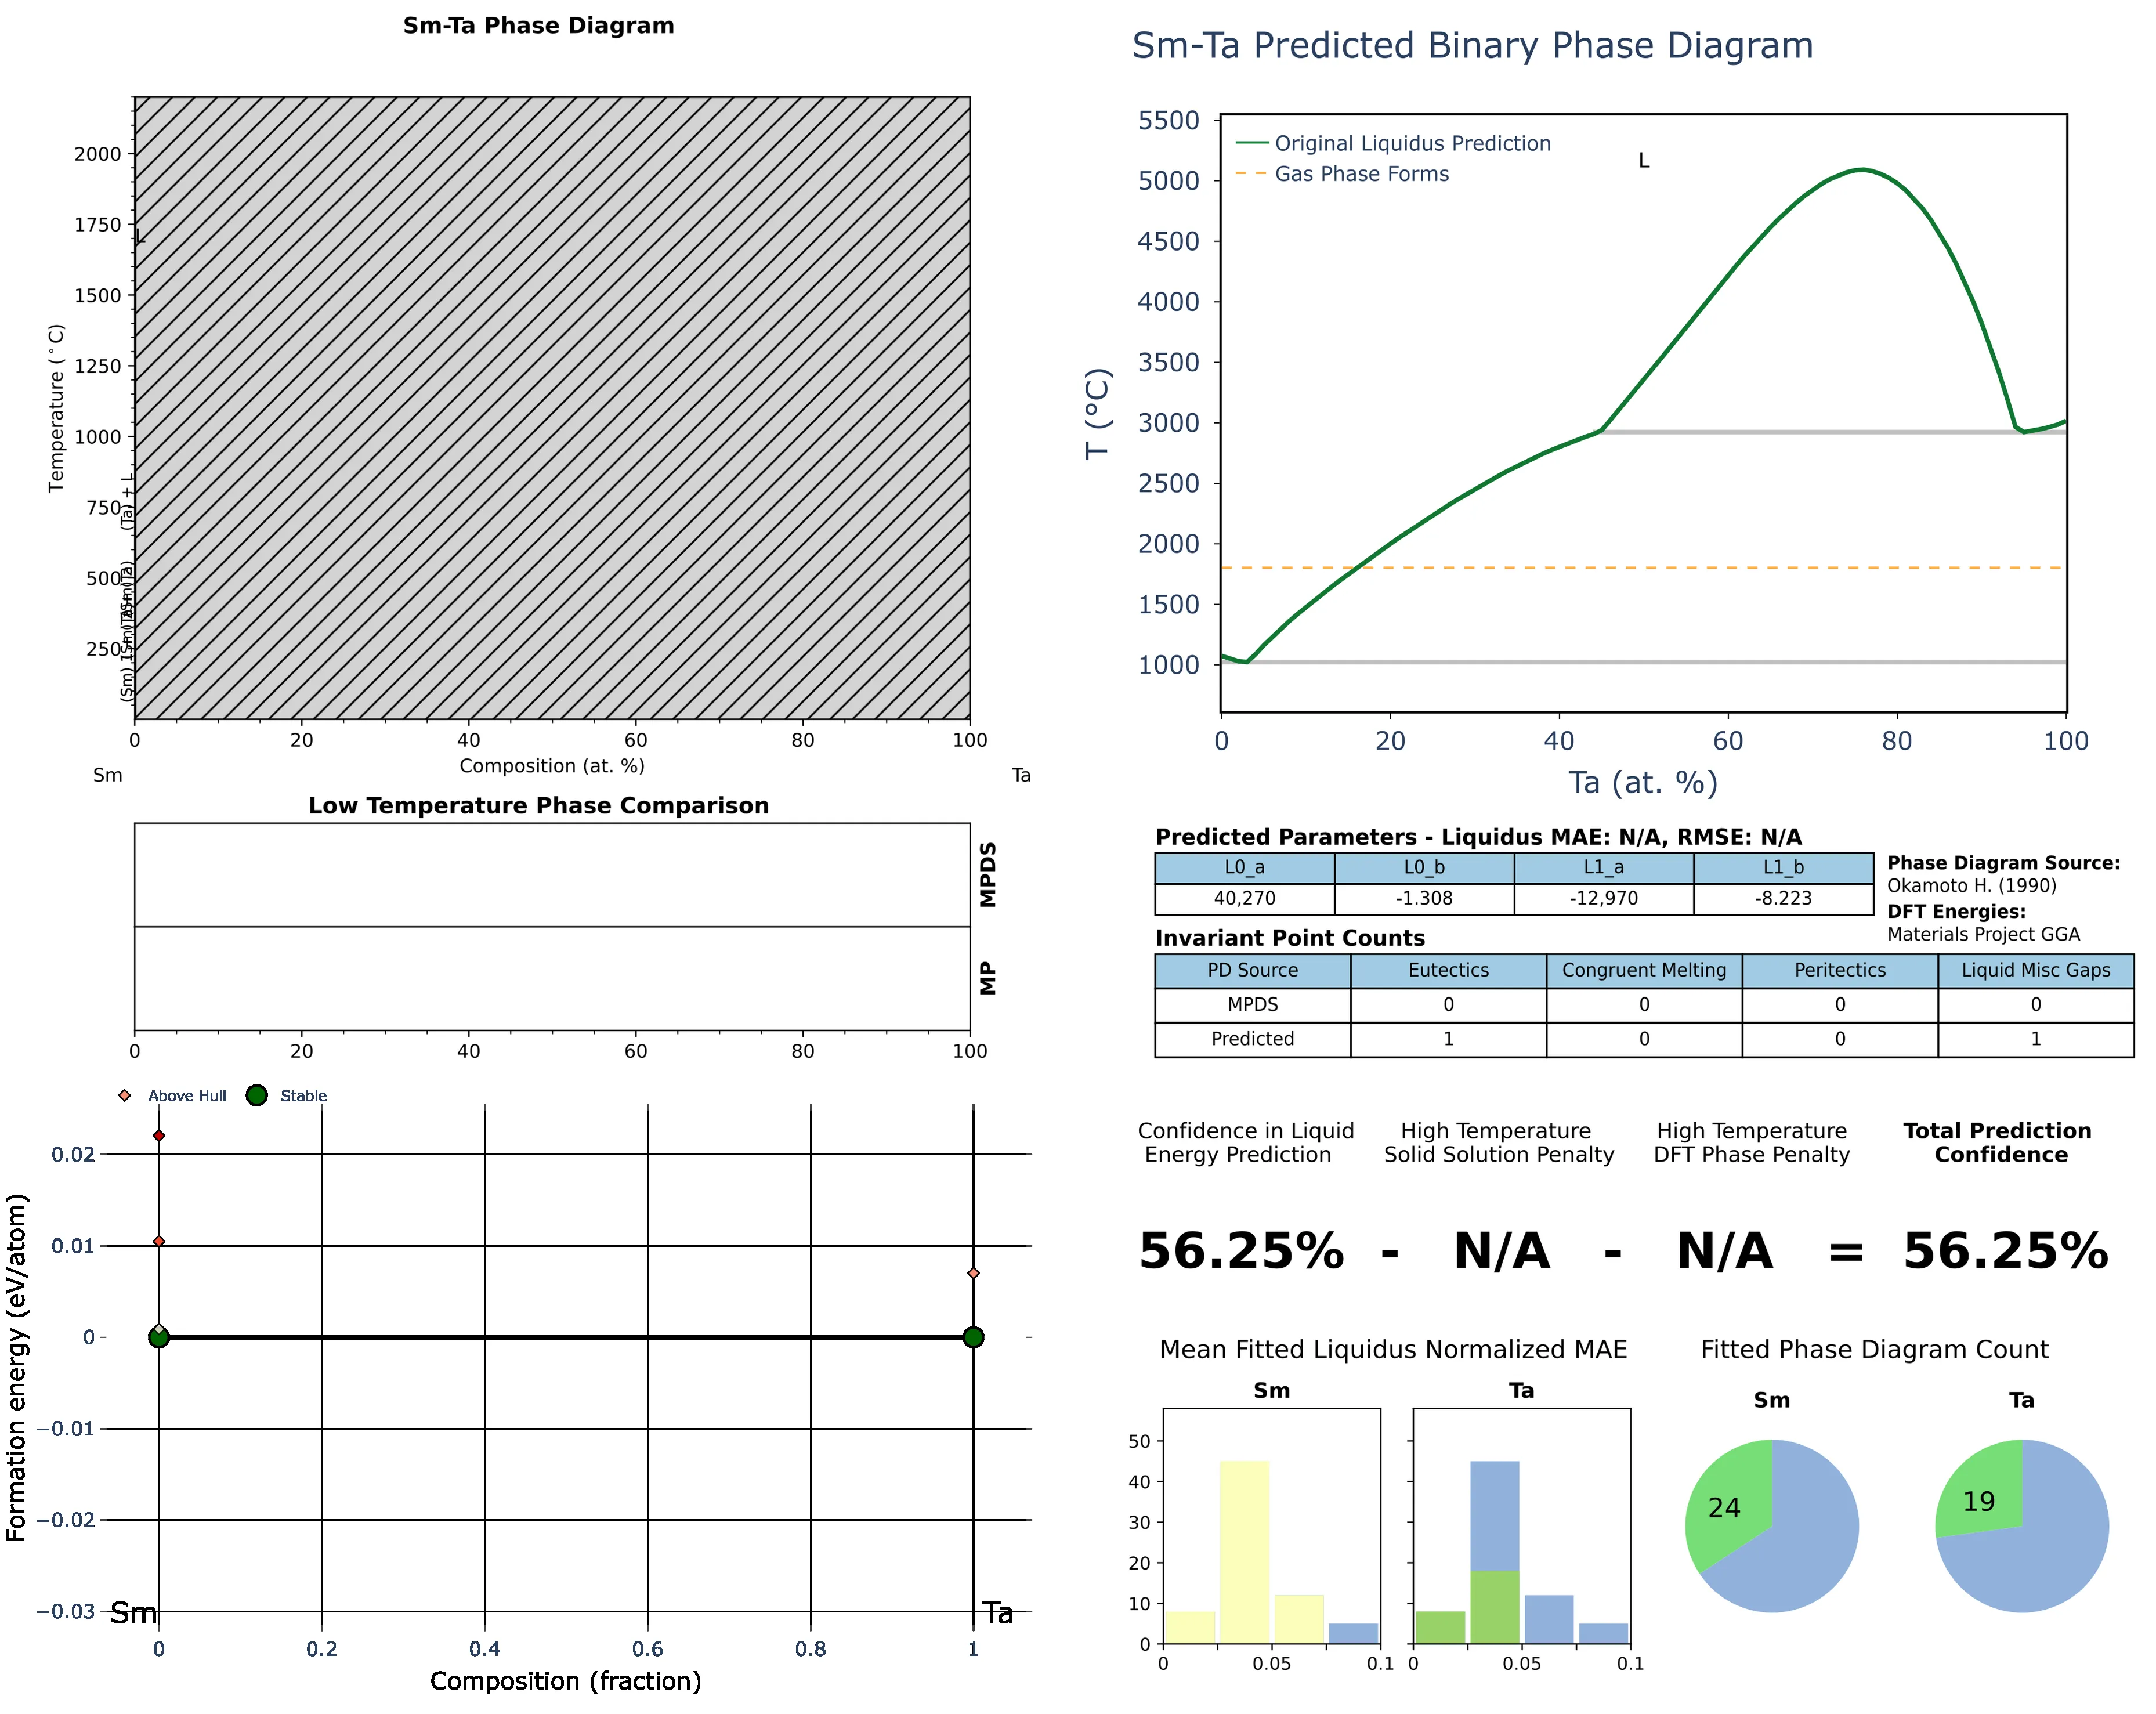 Sm-Ta Phase Diagram
2000
1750
1500
1250
1000
750
500
250
Temperature (°C)
L
(Ta) + L
0 20 40 60 80 100
Composition (at. %)
Sm Ta
Low Temperature Phase Comparison
MPDS
MP
0 20 40 60 80 100
Above Hull Stable
0.02
0.01
0
−0.01
−0.02
−0.03
Formation energy (eV/atom)
Sm Ta
0 0.2 0.4 0.6 0.8 1
Composition (fraction)
Sm-Ta Predicted Binary Phase Diagram
5500
5000
4500
4000
3500
3000
2500
2000
1500
1000
T (°C)
Original Liquidus Prediction
Gas Phase Forms
L
0 20 40 60 80 100
Ta (at. %)
Predicted Parameters - Liquidus MAE: N/A, RMSE: N/A
L0_a L0_b L1_a L1_b
40,270 -1.308 -12,970 -8.223
Phase Diagram Source:
Okamoto H. (1990)
DFT Energies:
Materials Project GGA
Invariant Point Counts
PD Source Eutectics Congruent Melting Peritectics Liquid Misc Gaps
MPDS 0 0 0 0
Predicted 1 0 0 1
Confidence in Liquid
Energy Prediction
High Temperature
Solid Solution Penalty
High Temperature
DFT Phase Penalty
Total Prediction
Confidence
56.25% - N/A - N/A = 56.25%
Mean Fitted Liquidus Normalized MAE
Sm Ta
50
40
30
20
10
0
0 0.05 0.1 0 0.05 0.1
Fitted Phase Diagram Count
Sm Ta
24 19